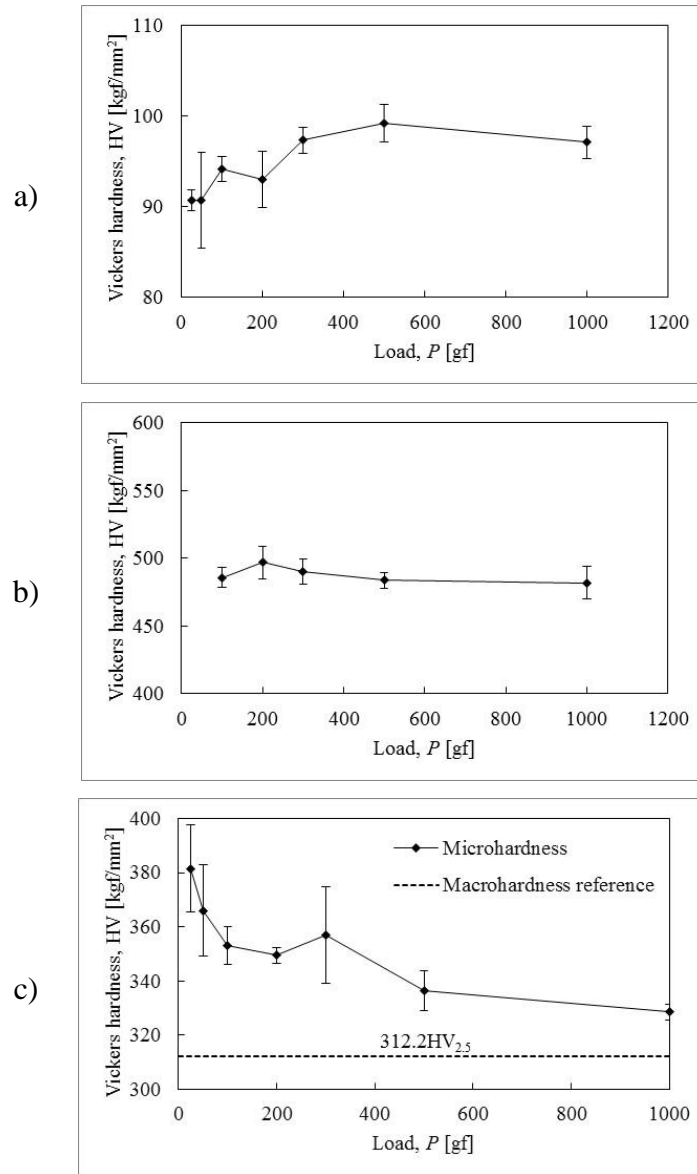 a)
Vickers hardness, HV [kgf/mm²]
110
100
90
80
0 200 400 600 800 1000 1200
Load, P [gf]
b)
Vickers hardness, HV [kgf/mm²]
600
550
500
450
400
0 200 400 600 800 1000 1200
Load, P [gf]
c)
Vickers hardness, HV [kgf/mm²]
400
380
360
340
320
300
Microhardness
Macrohardness reference
312.2HV₂.₅
0 200 400 600 800 1000
Load, P [gf]